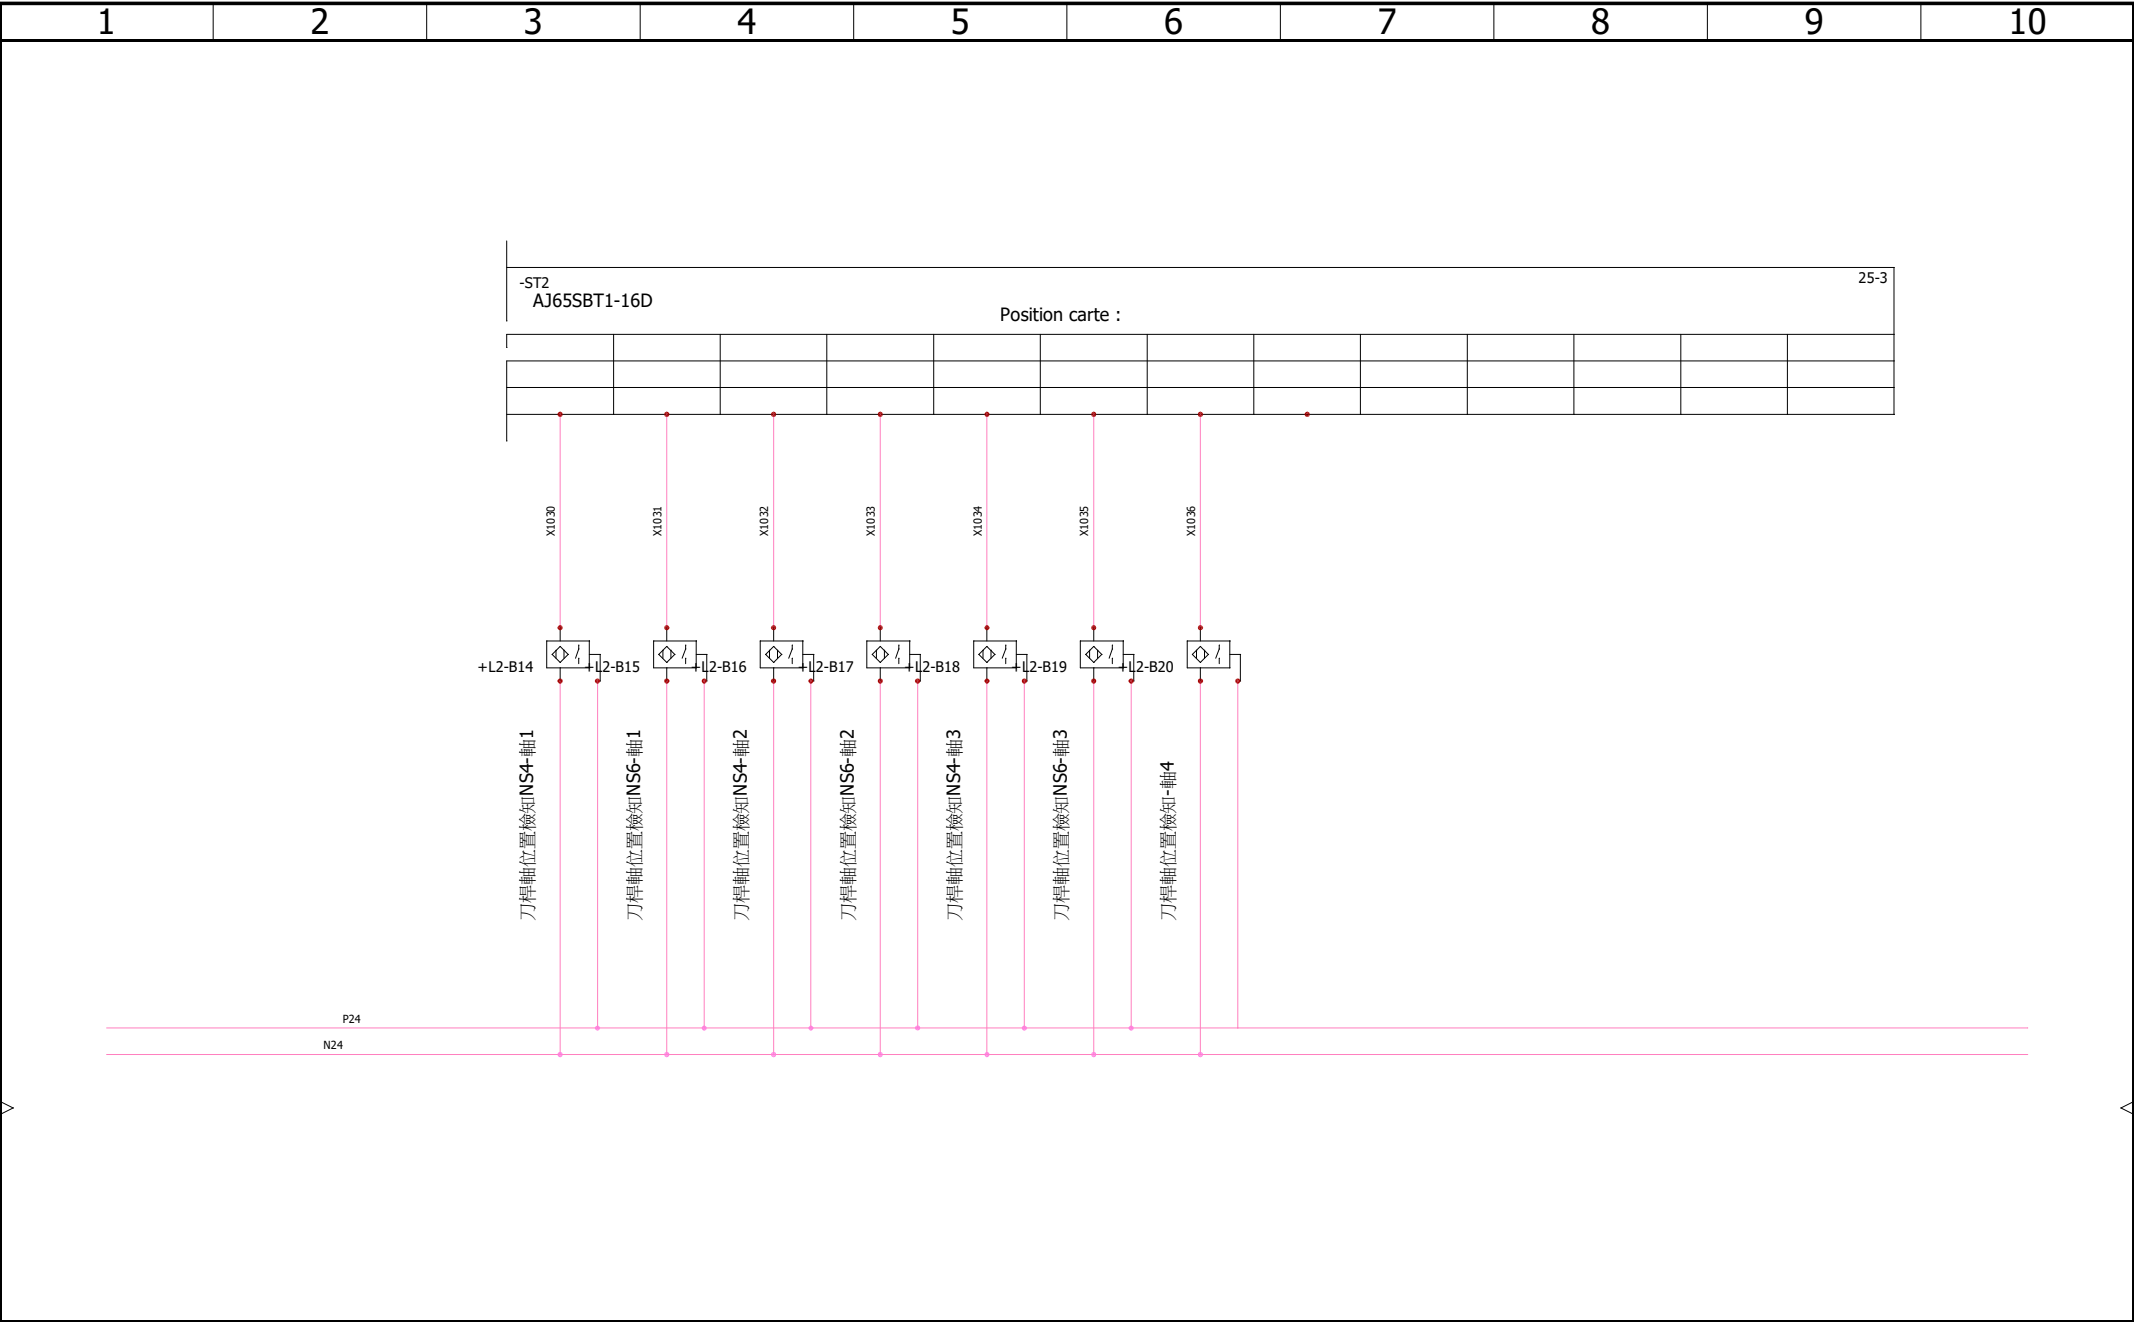 1 2 3 4 5 6 7 8 9 10
-ST2
25-3
AJ65SBT1-16D
Position carte :
X1030
X1031
X1032
X1033
X1034
X1035
X1036
+L2-B14
+L2-B15
+L2-B16
+L2-B17
+L2-B18
+L2-B19
+L2-B20
刀桿軸位置檢知NS4-軸1
刀桿軸位置檢知NS6-軸1
刀桿軸位置檢知NS4-軸2
刀桿軸位置檢知NS6-軸2
刀桿軸位置檢知NS4-軸3
刀桿軸位置檢知NS6-軸3
刀桿軸位置檢知-軸4
P24
N24